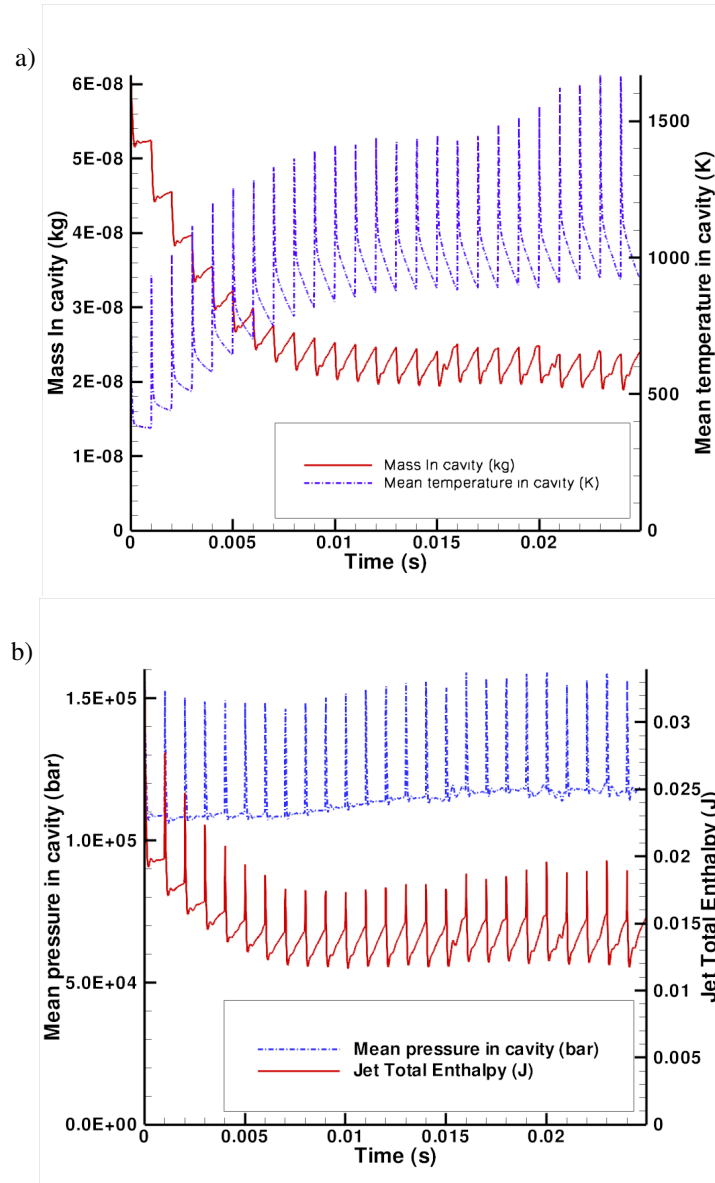 a)
6E-08
5E-08
4E-08
3E-08
2E-08
1E-08
0
Mass In cavity (kg)
1500
1000
500
0
Mean temperature in cavity (K)
Mass In cavity (kg)
Mean temperature in cavity (K)
0
0.005
0.01
0.015
0.02
Time (s)
b)
1.5E+05
1.0E+05
5.0E+04
0.0E+00
Mean pressure in cavity (bar)
0.03
0.025
0.02
0.015
0.01
0.005
0
Jet Total Enthalpy (J)
Mean pressure in cavity (bar)
Jet Total Enthalpy (J)
0
0.005
0.01
0.015
0.02
Time (s)